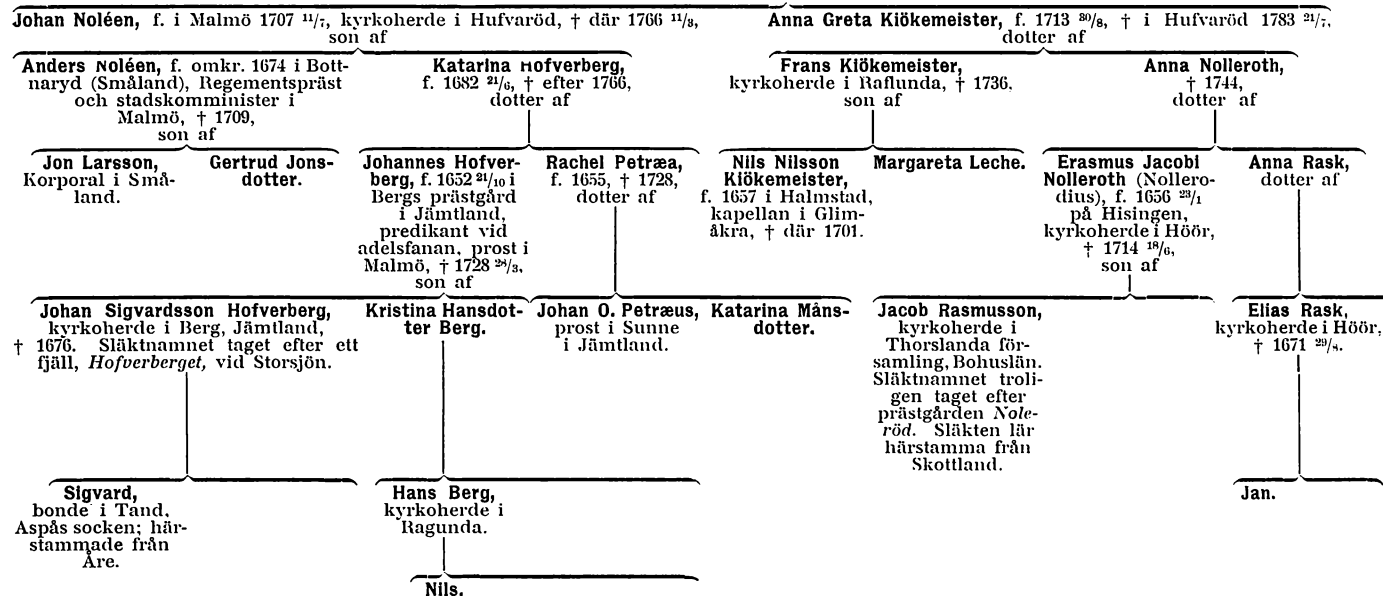 Johan Noléen, f. i Malmö 1707 11/7, kyrkoherde i Hufvaröd, † där 1766 11/3,
son af
Anna Greta Kiökemeister, f. 1713 30/8, † i Hufvaröd 1783 21/7,
dotter af
Anders Noléen, f. omkr. 1674 i Bott-
naryd (Småland), Regementspräst
och stadskomminister i
Malmö, † 1709,
son af
Katarina Hofverberg,
f. 1682 21/6, † efter 1766,
dotter af
Frans Kiökemeister,
kyrkoherde i Raflunda, † 1736,
son af
Anna Nolleroth,
† 1744,
dotter af
Jon Larsson,
Korporal i Små-
land.
Gertrud Jons-
dotter.
Johannes Hofver-
berg, f. 1652 21/10 i
Bergs prästgård
i Jämtland,
predikant vid
adelsfanan, prost i
Malmö, † 1728 28/3,
son af
Rachel Petræa,
f. 1655, † 1728,
dotter af
Nils Nilsson
Kiökemeister,
f. 1657 i Halmstad,
kapellan i Glim-
åkra, † där 1701.
Margareta Leche.
Erasmus Jacobi
Nolleroth (Nollero-
dius), f. 1656 23/1
på Hisingen,
kyrkoherde i Höör,
† 1714 18/6,
son af
Anna Rask,
dotter af
Johan Sigvardsson Hofverberg,
kyrkoherde i Berg, Jämtland,
† 1676. Släktnamnet taget efter ett
fjäll, Hofverberget, vid Storsjön.
Kristina Hansdot-
ter Berg.
Johan O. Petræus,
prost i Sunne
i Jämtland.
Katarina Måns-
dotter.
Jacob Rasmusson,
kyrkoherde i
Thorslanda för-
samling, Bohuslän.
Släktnamnet troli-
gen taget efter
prästgården Nole-
röd. Släkten lär
härstamma från
Skottland.
Elias Rask,
kyrkoherde i Höör,
† 1671 29/8.
Sigvard,
bonde i Tand,
Aspås socken; här-
stammade från
Åre.
Hans Berg,
kyrkoherde i
Ragunda.
Jan.
Nils.